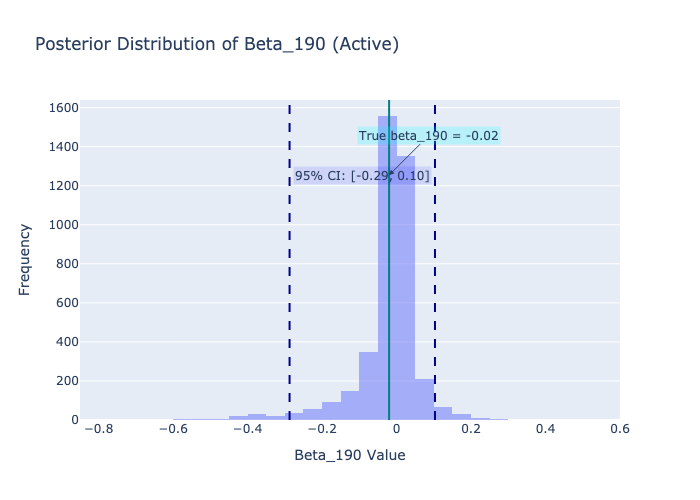 Posterior Distribution of Beta_190 (Active)
1600
1400
1200
1000
800
600
400
200
0
Frequency
True beta_190 = -0.02
95% CI: [-0.29, 0.10]
−0.8 −0.6 −0.4 −0.2 0 0.2 0.4 0.6
Beta_190 Value